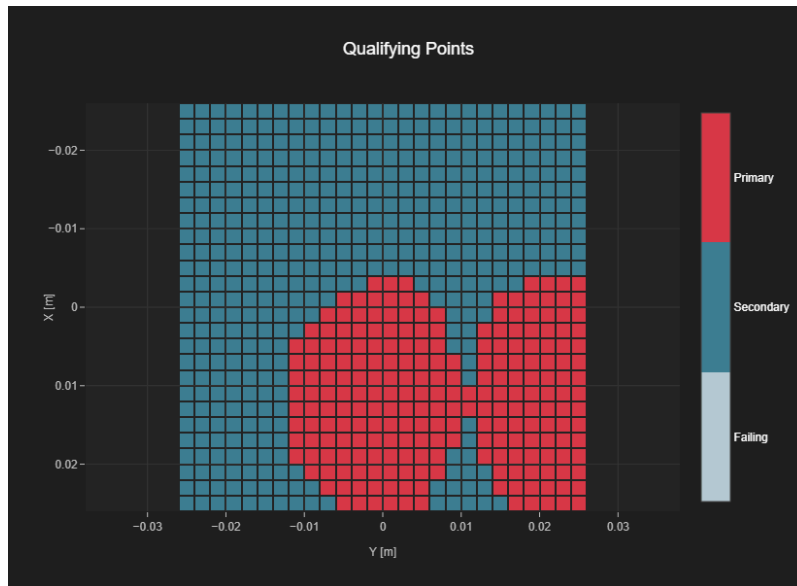 Qualifying Points
−0.02
−0.01
0
0.01
0.02
X [m]
−0.03
−0.02
−0.01
0
0.01
0.02
0.03
Y [m]
Primary
Secondary
Failing